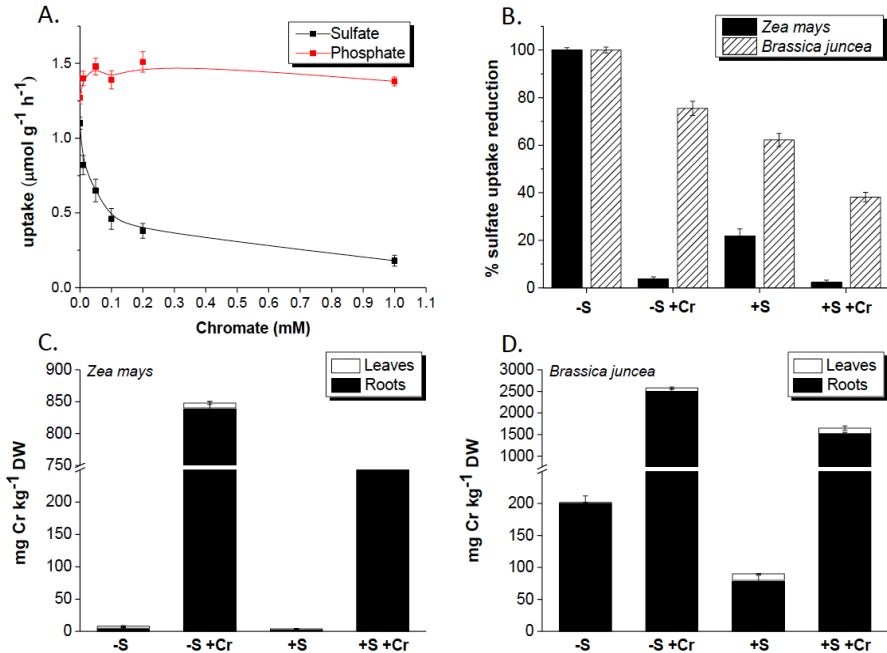 A.
Sulfate
Phosphate
uptake (μmol g⁻¹ h⁻¹)
1.5
1.0
0.5
0.0
0.0 0.1 0.2 0.3 0.4 0.5 0.6 0.7 0.8 0.9 1.0 1.1
Chromate (mM)
B.
Zea mays
Brassica juncea
% sulfate uptake reduction
100
80
60
40
20
0
-S -S +Cr +S +S +Cr
C.
Zea mays
Leaves
Roots
mg Cr kg⁻¹ DW
900
850
800
750
200
150
100
50
0
-S -S +Cr +S +S +Cr
D.
Brassica juncea
Leaves
Roots
mg Cr kg⁻¹ DW
3000
2500
2000
1500
1000
200
150
100
50
0
-S -S +Cr +S +S +Cr